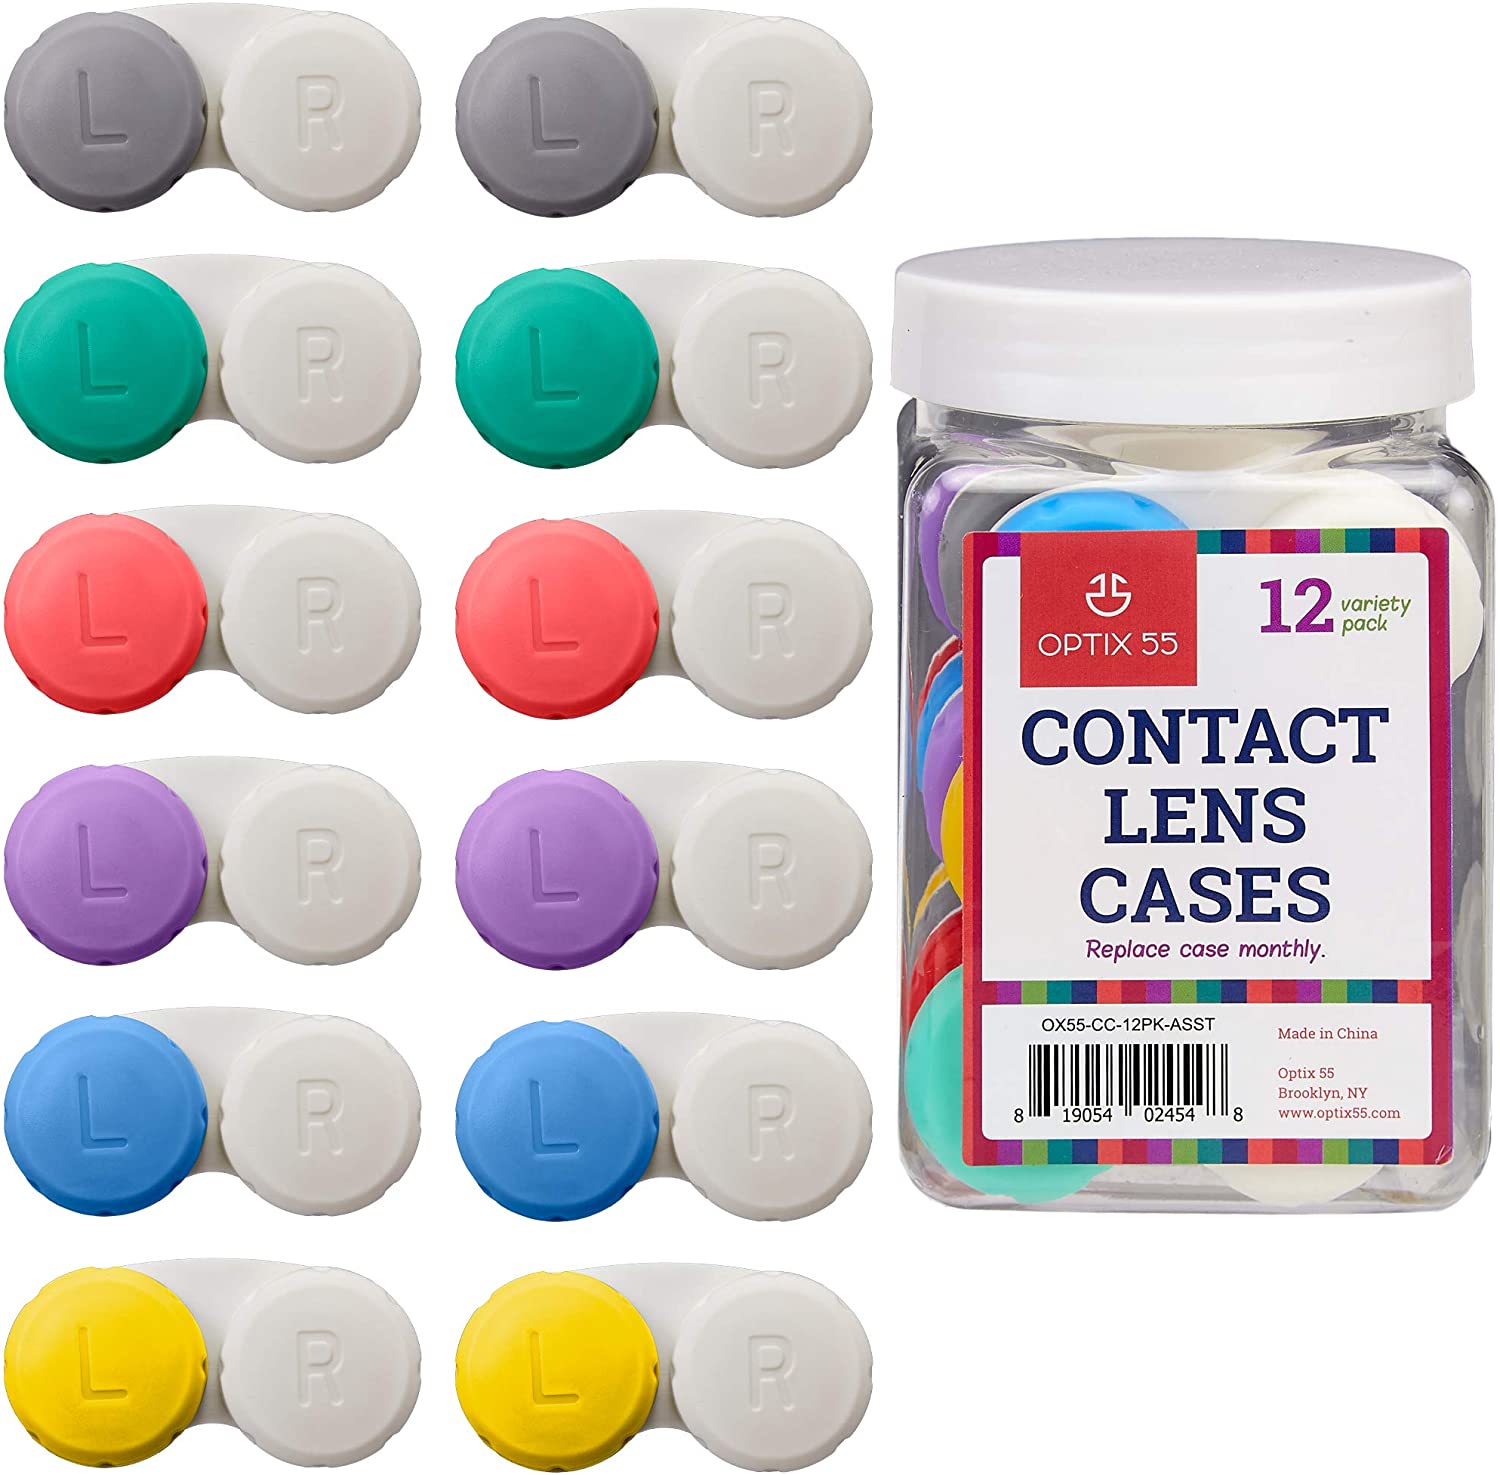 L R L R
L R L R
L R L R
L R L R
L R L R
L R L R
OPTIX 55
12 variety pack
CONTACT
LENS
CASES
Replace case monthly.
OX55-CC-12PK-ASST
8 19054 02454 8
Made in China
Optix 55
Brooklyn, NY
www.optix55.com